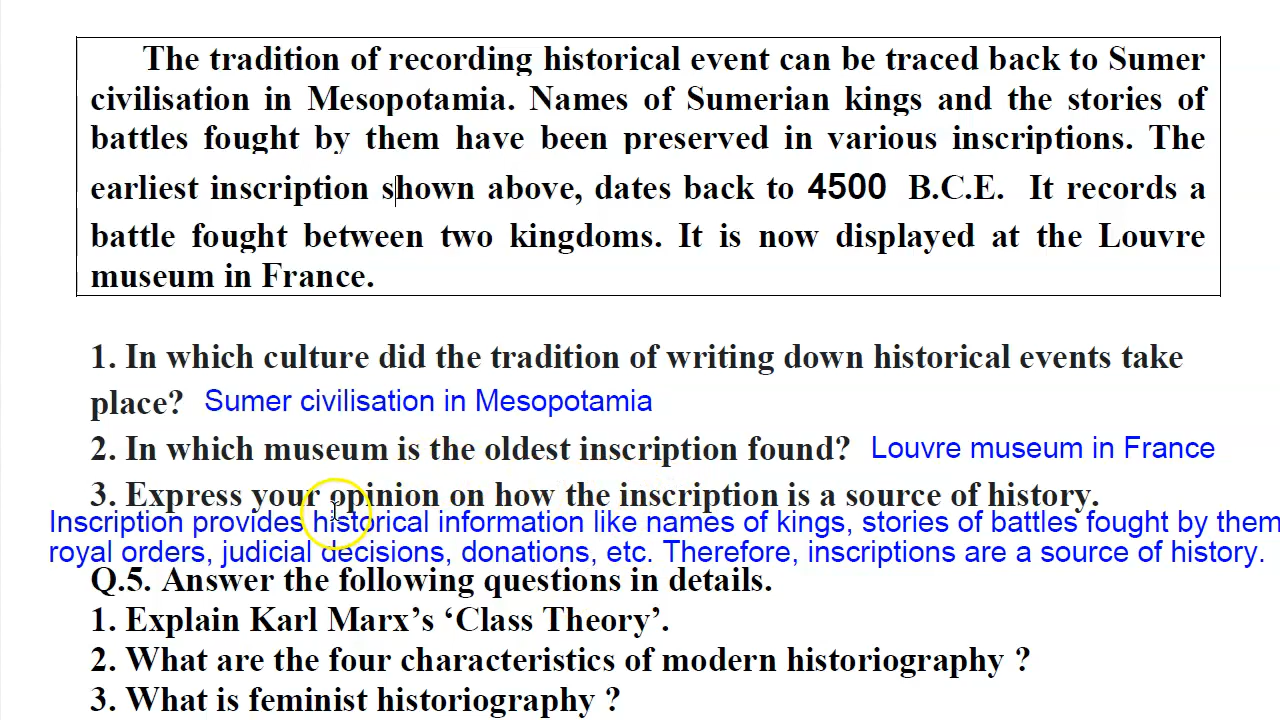 The tradition of recording historical event can be traced back to Sumer
civilisation in Mesopotamia. Names of Sumerian kings and the stories of
battles fought by them have been preserved in various inscriptions. The
earliest inscription shown above, dates back to 4500 B.C.E. It records a
battle fought between two kingdoms. It is now displayed at the Louvre
museum in France.
1. In which culture did the tradition of writing down historical events take
place? Sumer civilisation in Mesopotamia
2. In which museum is the oldest inscription found? Louvre museum in France
3. Express your opinion on how the inscription is a source of history.
Inscription provides historical information like names of kings, stories of battles fought by them
royal orders, judicial decisions, donations, etc. Therefore, inscriptions are a source of history.
Q.5. Answer the following questions in details.
1. Explain Karl Marx’s ‘Class Theory’.
2. What are the four characteristics of modern historiography ?
3. What is feminist historiography ?